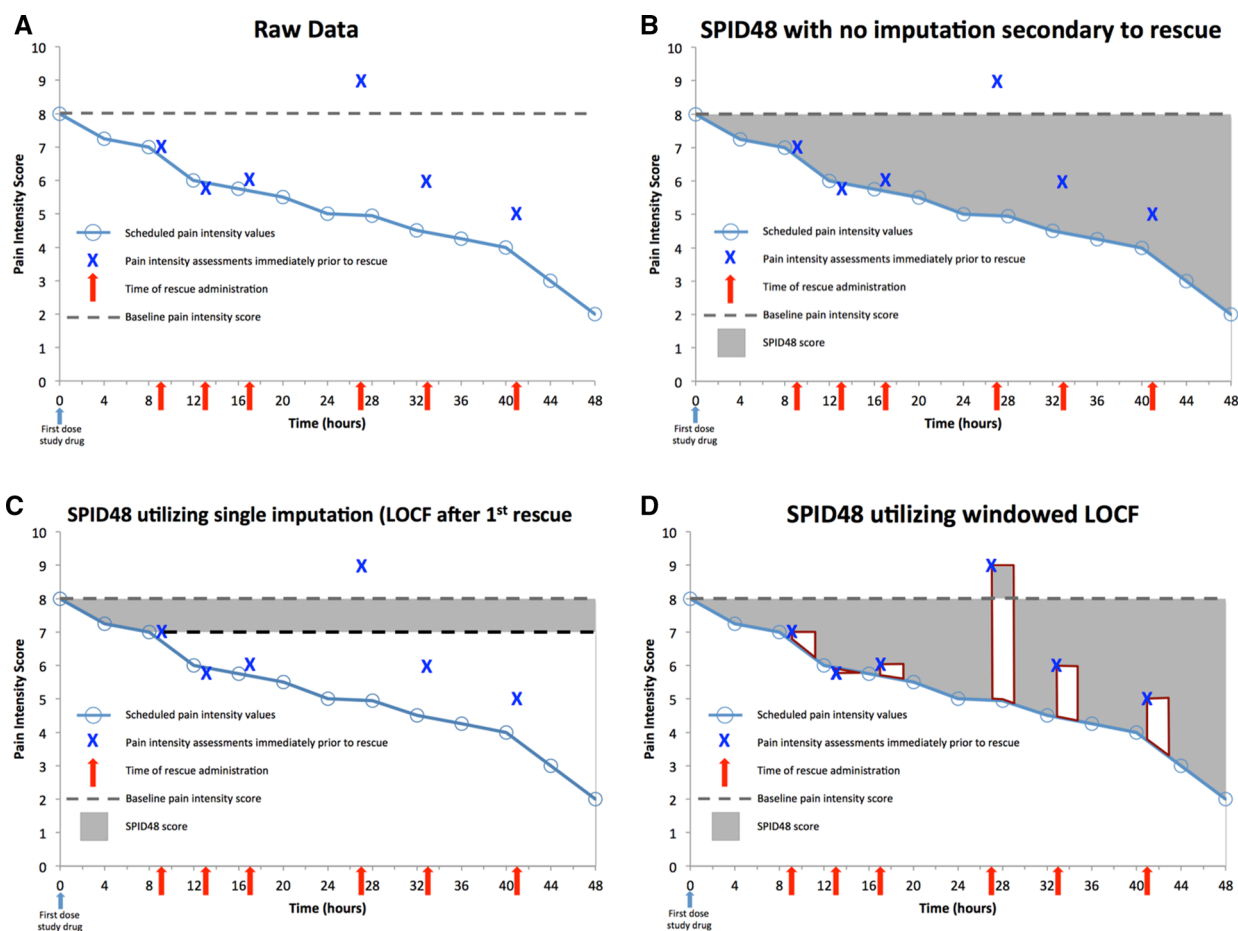 A
Raw Data
10
9
8
7
6
5
4
3
2
1
0
Pain Intensity Score
X
X
X
X
X
X
Scheduled pain intensity values
X Pain intensity assessments immediately prior to rescue
Time of rescue administration
Baseline pain intensity score
0 4 8 12 16 20 24 28 32 36 40 44 48
Time (hours)
First dose
study drug
B
SPID48 with no imputation secondary to rescue
10
9
8
7
6
5
4
3
2
1
0
Pain Intensity Score
X
X
X
X
X
X
Scheduled pain intensity values
X Pain intensity assessments immediately prior to rescue
Time of rescue administration
Baseline pain intensity score
SPID48 score
0 4 8 12 16 20 24 28 32 36 40 44 48
Time (hours)
First dose
study drug
C
SPID48 utilizing single imputation (LOCF after 1st rescue
10
9
8
7
6
5
4
3
2
1
0
Pain Intensity Score
X
X
X
X
X
X
Scheduled pain intensity values
X Pain intensity assessments immediately prior to rescue
Time of rescue administration
Baseline pain intensity score
SPID48 score
0 4 8 12 16 20 24 28 32 36 40 44 48
Time (hours)
First dose
study drug
D
SPID48 utilizing windowed LOCF
10
9
8
7
6
5
4
3
2
1
0
Pain Intensity Score
X
X
X
X
X
X
Scheduled pain intensity values
X Pain intensity assessments immediately prior to rescue
Time of rescue administration
Baseline pain intensity score
SPID48 score
0 4 8 12 16 20 24 28 32 36 40 44 48
Time (hours)
First dose
study drug